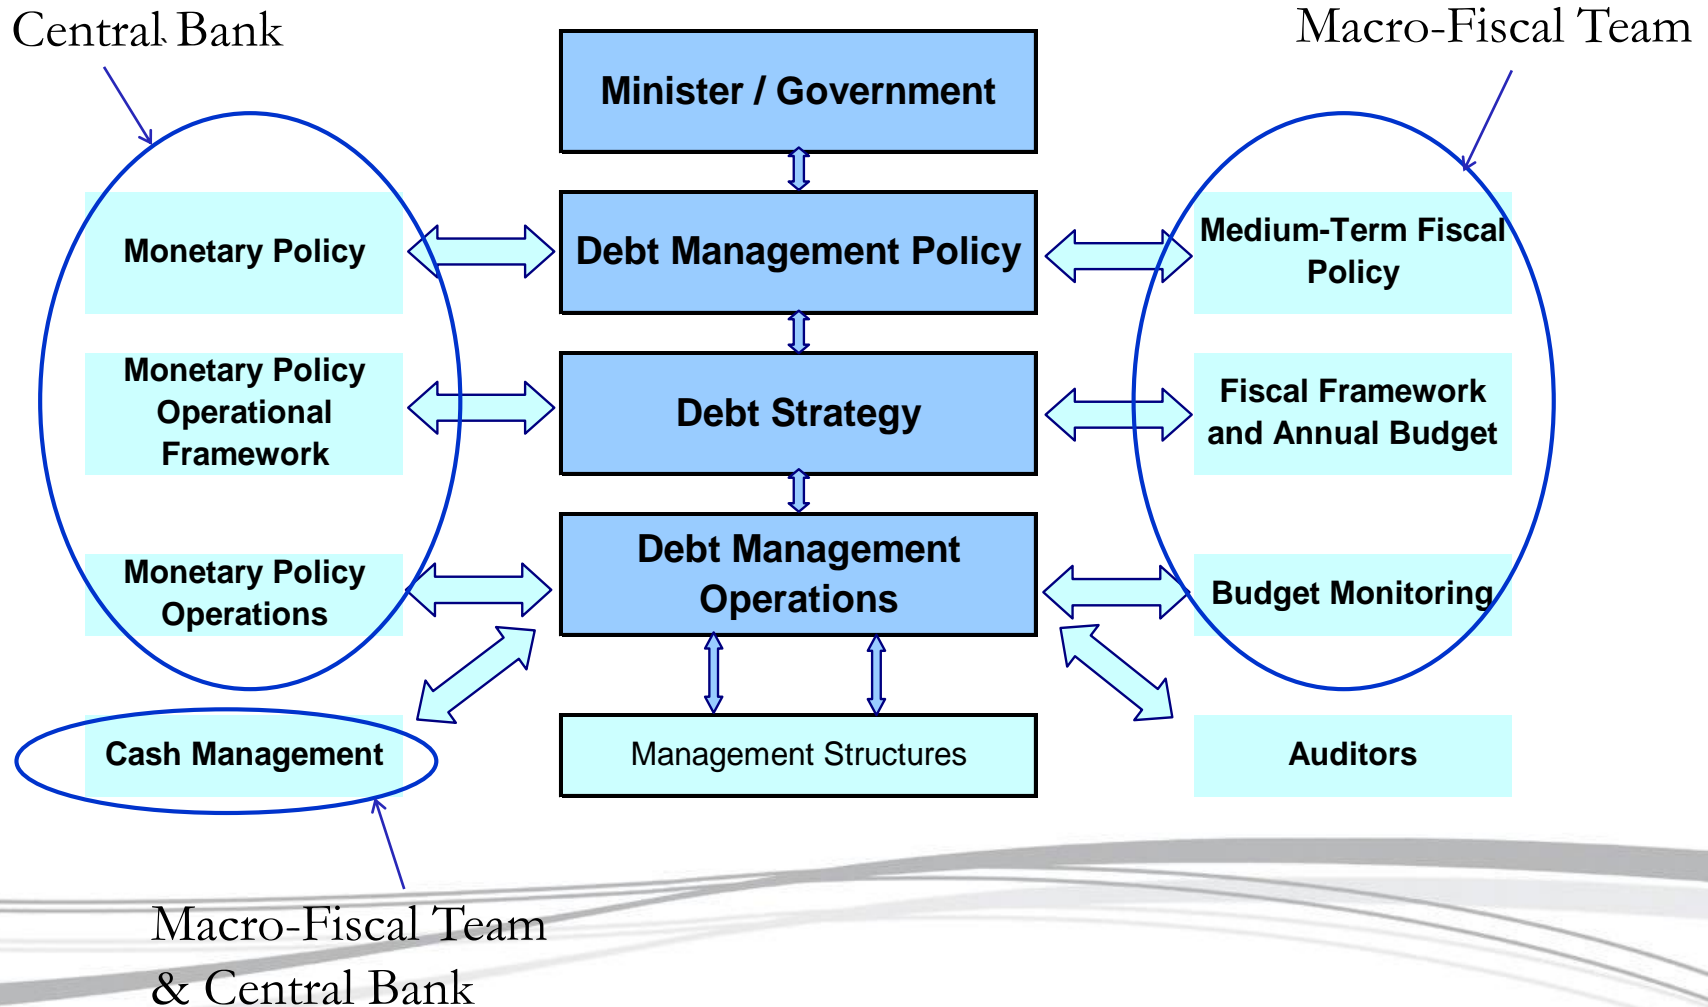 Central Bank
Macro-Fiscal Team
Minister / Government
Monetary Policy
Debt Management Policy
Medium-Term Fiscal
Policy
Monetary Policy
Operational
Framework
Debt Strategy
Fiscal Framework
and Annual Budget
Monetary Policy
Operations
Debt Management
Operations
Budget Monitoring
Cash Management
Management Structures
Auditors
Macro-Fiscal Team
& Central Bank